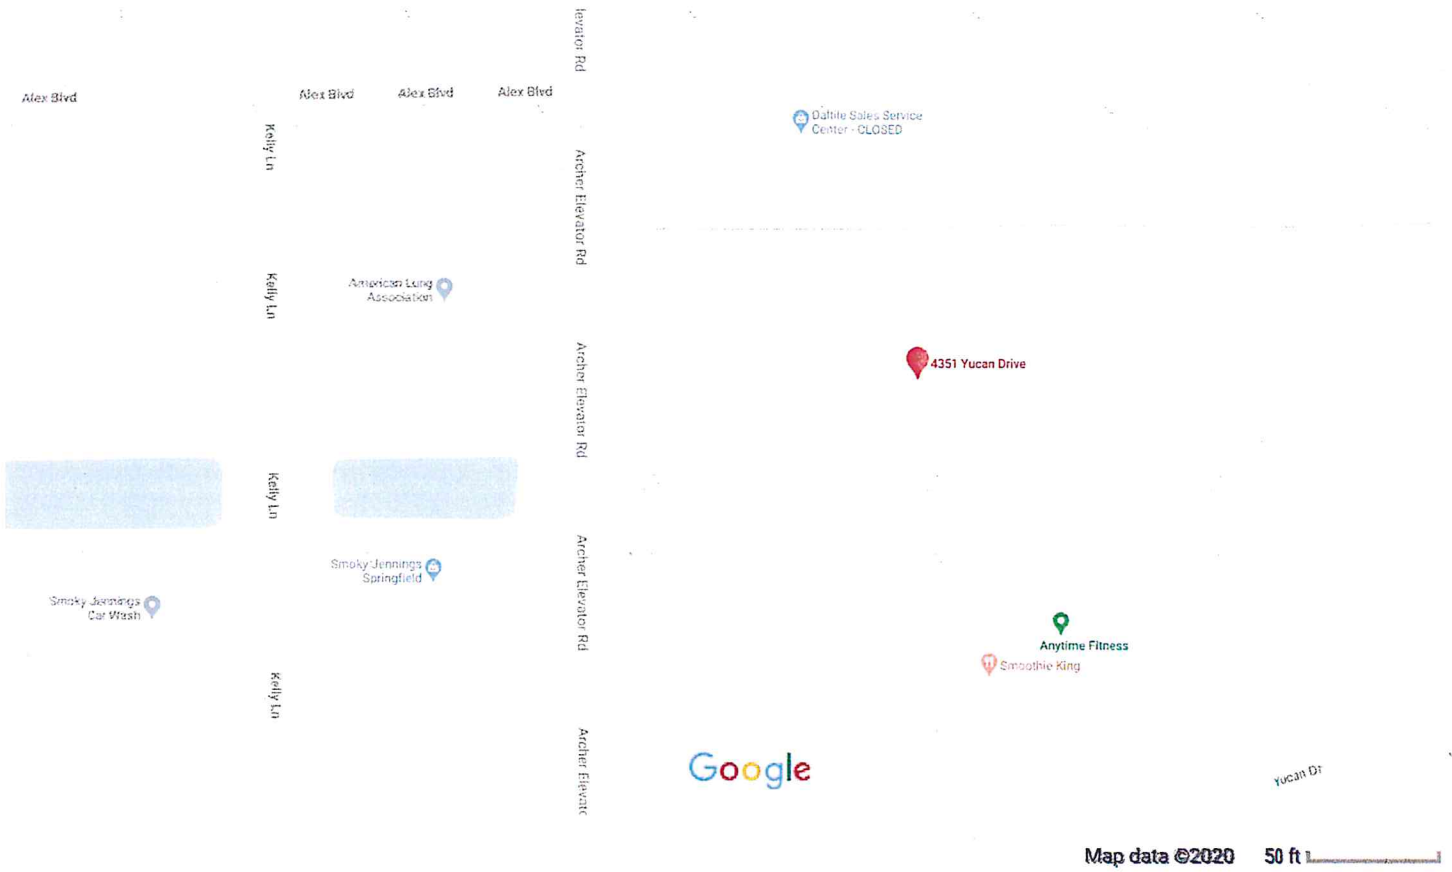 levator Rd
Alex Blvd
Alex Blvd
Alex Blvd
Alex Blvd
Kelly Ln
Daltile Sales Service
Center - CLOSED
Archer Elevator Rd
Kelly Ln
American Lung
Association
Archer Elevator Rd
4351 Yucan Drive
Kelly Ln
Archer Elevator Rd
Smoky Jennings
Springfield
Smoky Jennings
Car Wash
Anytime Fitness
Smoothie King
Kelly Ln
Archer Elevato
Google
Yucan Dr
Map data ©2020
50 ft